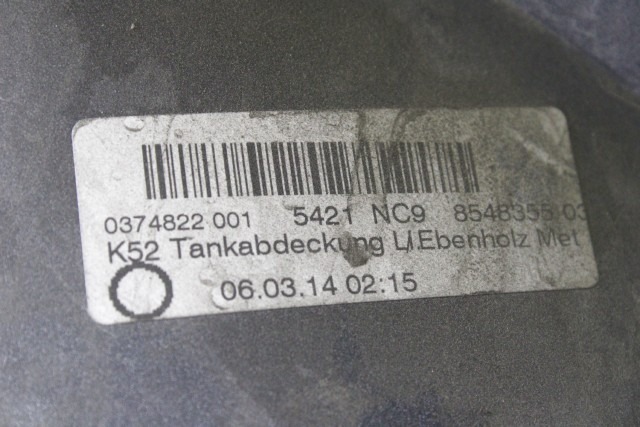 0374822 001 5421 NC9 8548355 03
K52 Tankabdeckung L/I.Ebenholz Met
06.03.14 02:15